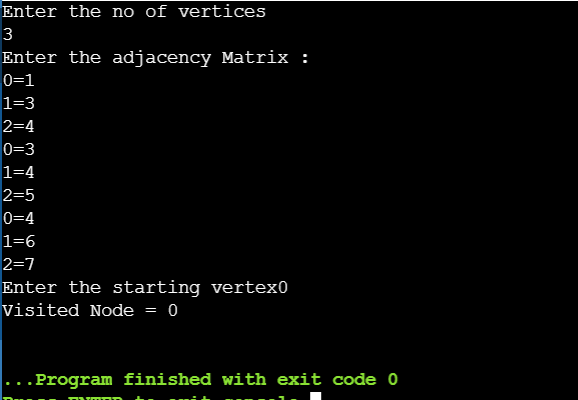 Enter the no of vertices
3
Enter the adjacency Matrix :
0=1
1=3
2=4
0=3
1=4
2=5
0=4
1=6
2=7
Enter the starting vertex0
Visited Node = 0
...Program finished with exit code 0
Press ENTER to exit console.